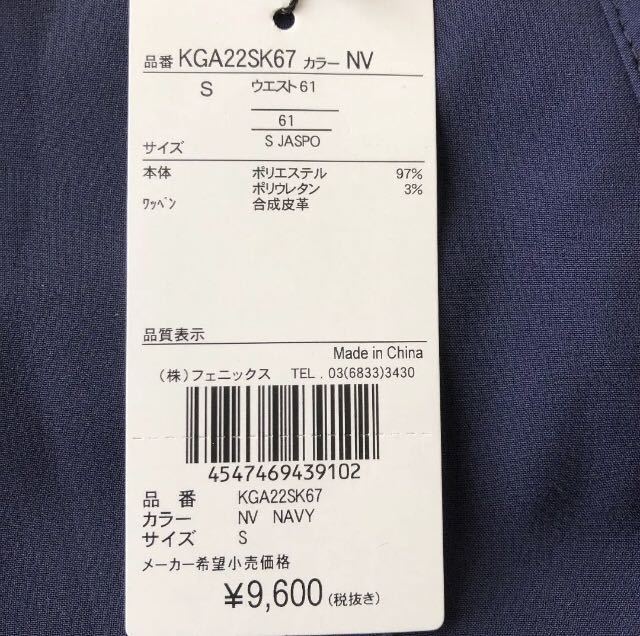 品番 KGA22SK67 カラー NV
S ウエスト61
61
サイズ S JASPO
本体 ポリエステル 97%
ポリウレタン 3%
ﾜｯﾍﾟﾝ 合成皮革
品質表示
Made in China
(株)フェニックス TEL . 03(6833)3430
4547469439102
品 番 KGA22SK67
カラー NV NAVY
サイズ S
メーカー希望小売価格
¥9,600(税抜き)